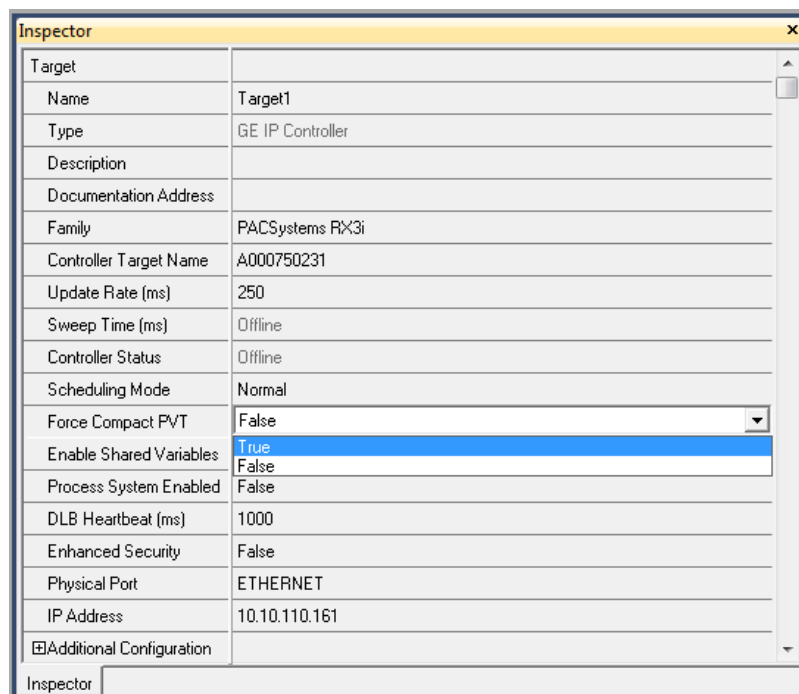 Inspector x
Target
Name Target1
Type GE IP Controller
Description
Documentation Address
Family PACSystems RX3i
Controller Target Name A000750231
Update Rate (ms) 250
Sweep Time (ms) Offline
Controller Status Offline
Scheduling Mode Normal
Force Compact PVT False
Enable Shared Variables True
False
Process System Enabled False
DLB Heartbeat (ms) 1000
Enhanced Security False
Physical Port ETHERNET
IP Address 10.10.110.161
Additional Configuration
Inspector